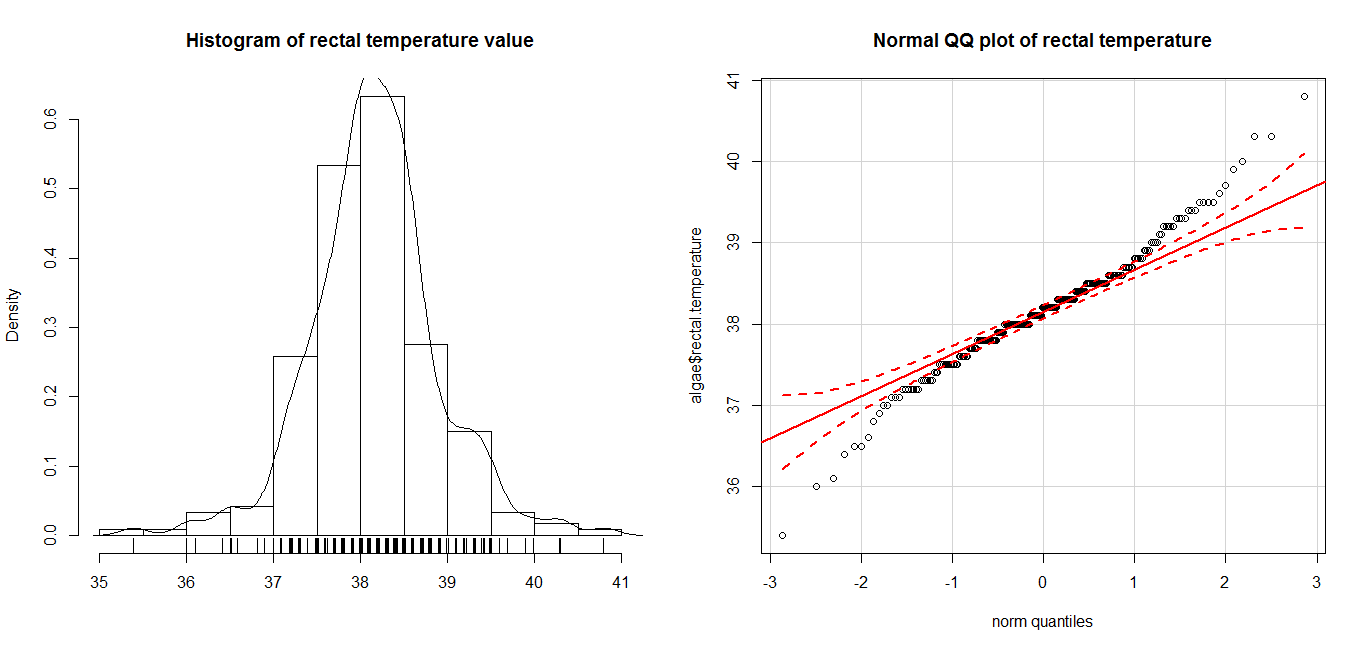 Histogram of rectal temperature value
Density
0.0 0.1 0.2 0.3 0.4 0.5 0.6
35 36 37 38 39 40 41
Normal QQ plot of rectal temperature
algae$rectal.temperature
36 37 38 39 40 41
-3 -2 -1 0 1 2 3
norm quantiles